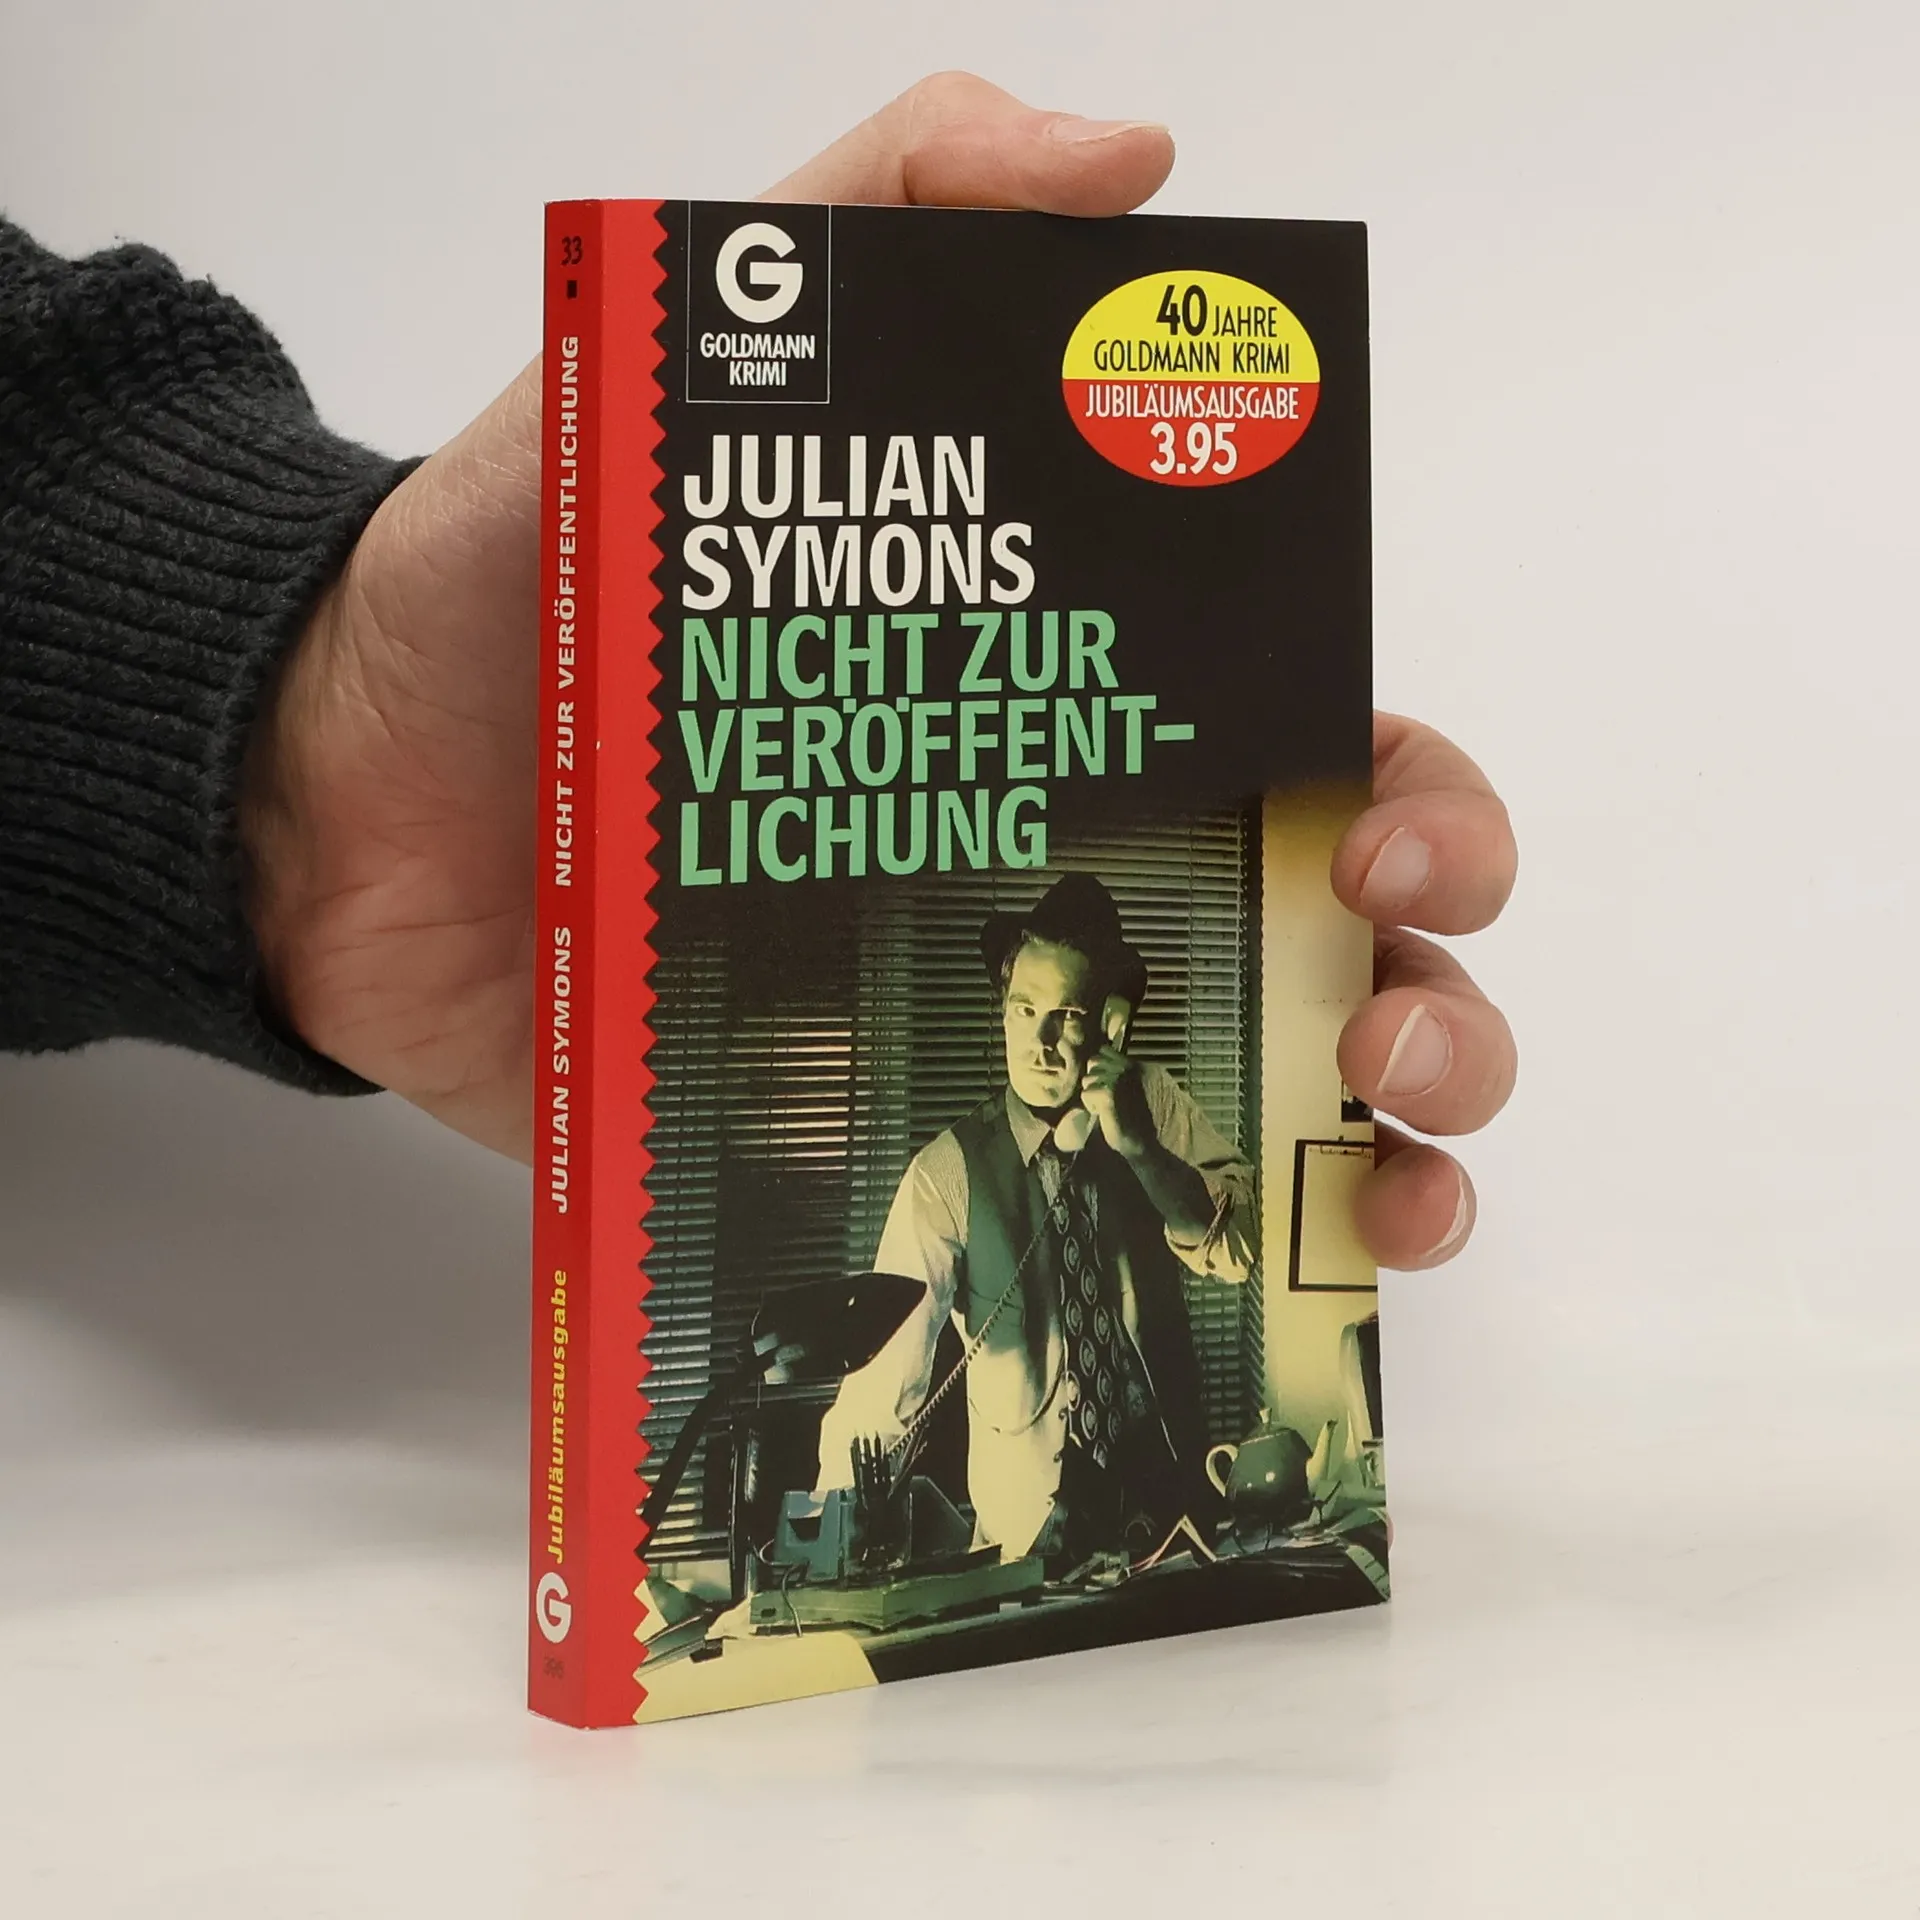 33
JULIAN SYMONS NICHT ZUR VERÖFFENTLICHUNG
Jubiläumsausgabe
G
G
GOLDMANN
KRIMI
40 JAHRE
GOLDMANN KRIMI
JUBILÄUMSAUSGABE
3.95
JULIAN
SYMONS
NICHT ZUR
VERÖFFENT-
LICHUNG